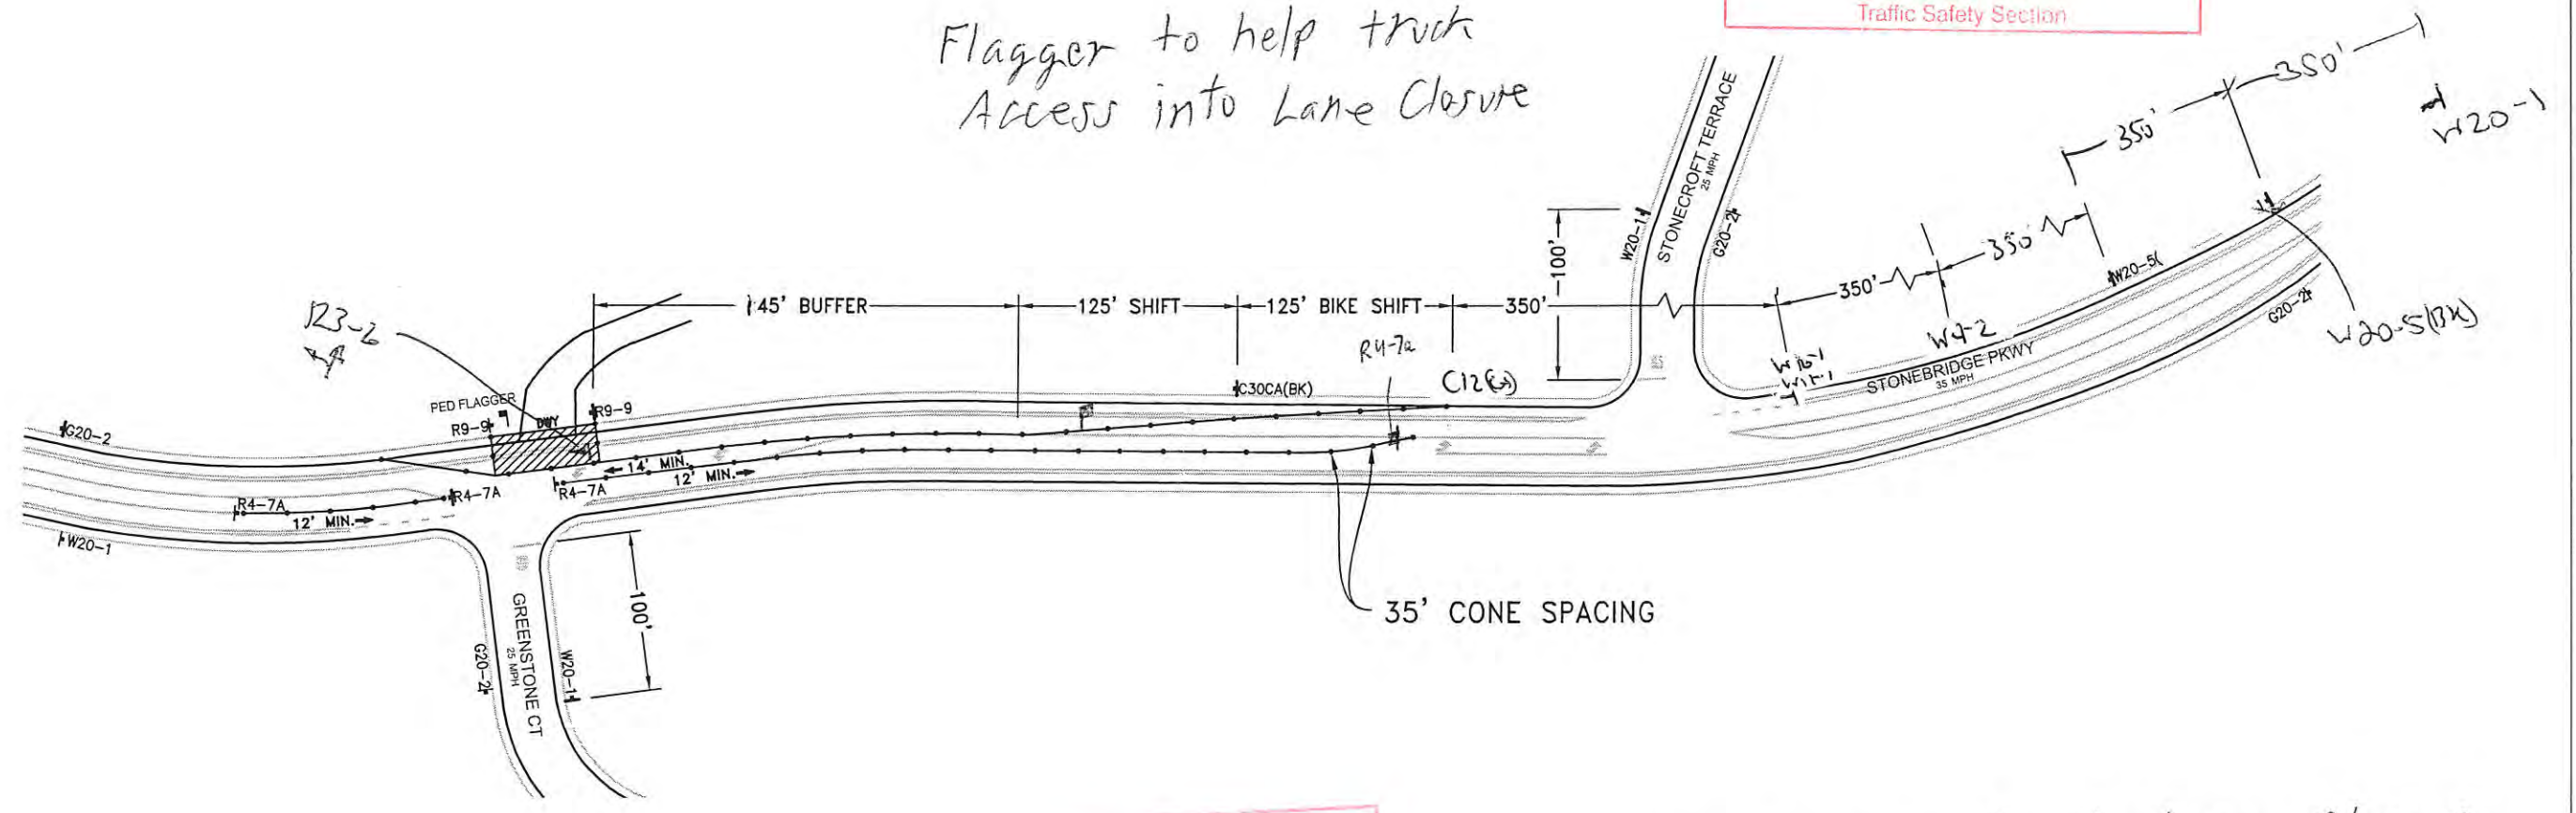 Flagger to help truck
Access into Lane Closure
Traffic Safety Section
350'
W20-1
350'
350'
350'
W4-2
W20-5(
W20-5(BK)
G20-2
STONEBRIDGE PKWY
35 MPH
STONECROFT TERRACE
25 MPH
W20-1
G20-2
100'
145' BUFFER
125' SHIFT
125' BIKE SHIFT
350'
R4-7a
C30CA(BK)
W11-1
PED FLAGGER
R9-9
DWY
R9-9
G20-2
14' MIN.
12' MIN.
R4-7A
R4-7A
R4-7A
12' MIN.
W20-1
35' CONE SPACING
100'
GREENSTONE CT
25 MPH
G20-2
W20-1